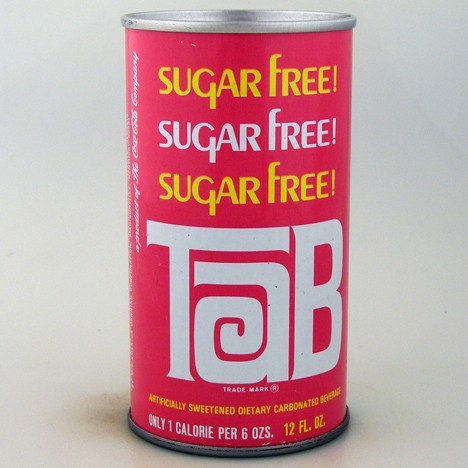 SUGAR FREE!
SUGAR FREE!
SUGAR FREE!
TaB
TRADE MARK ®
ARTIFICIALLY SWEETENED DIETARY CARBONATED BEVERAGE
ONLY 1 CALORIE PER 6 OZS. 12 FL. OZ.
a product of The Coca-Cola Company